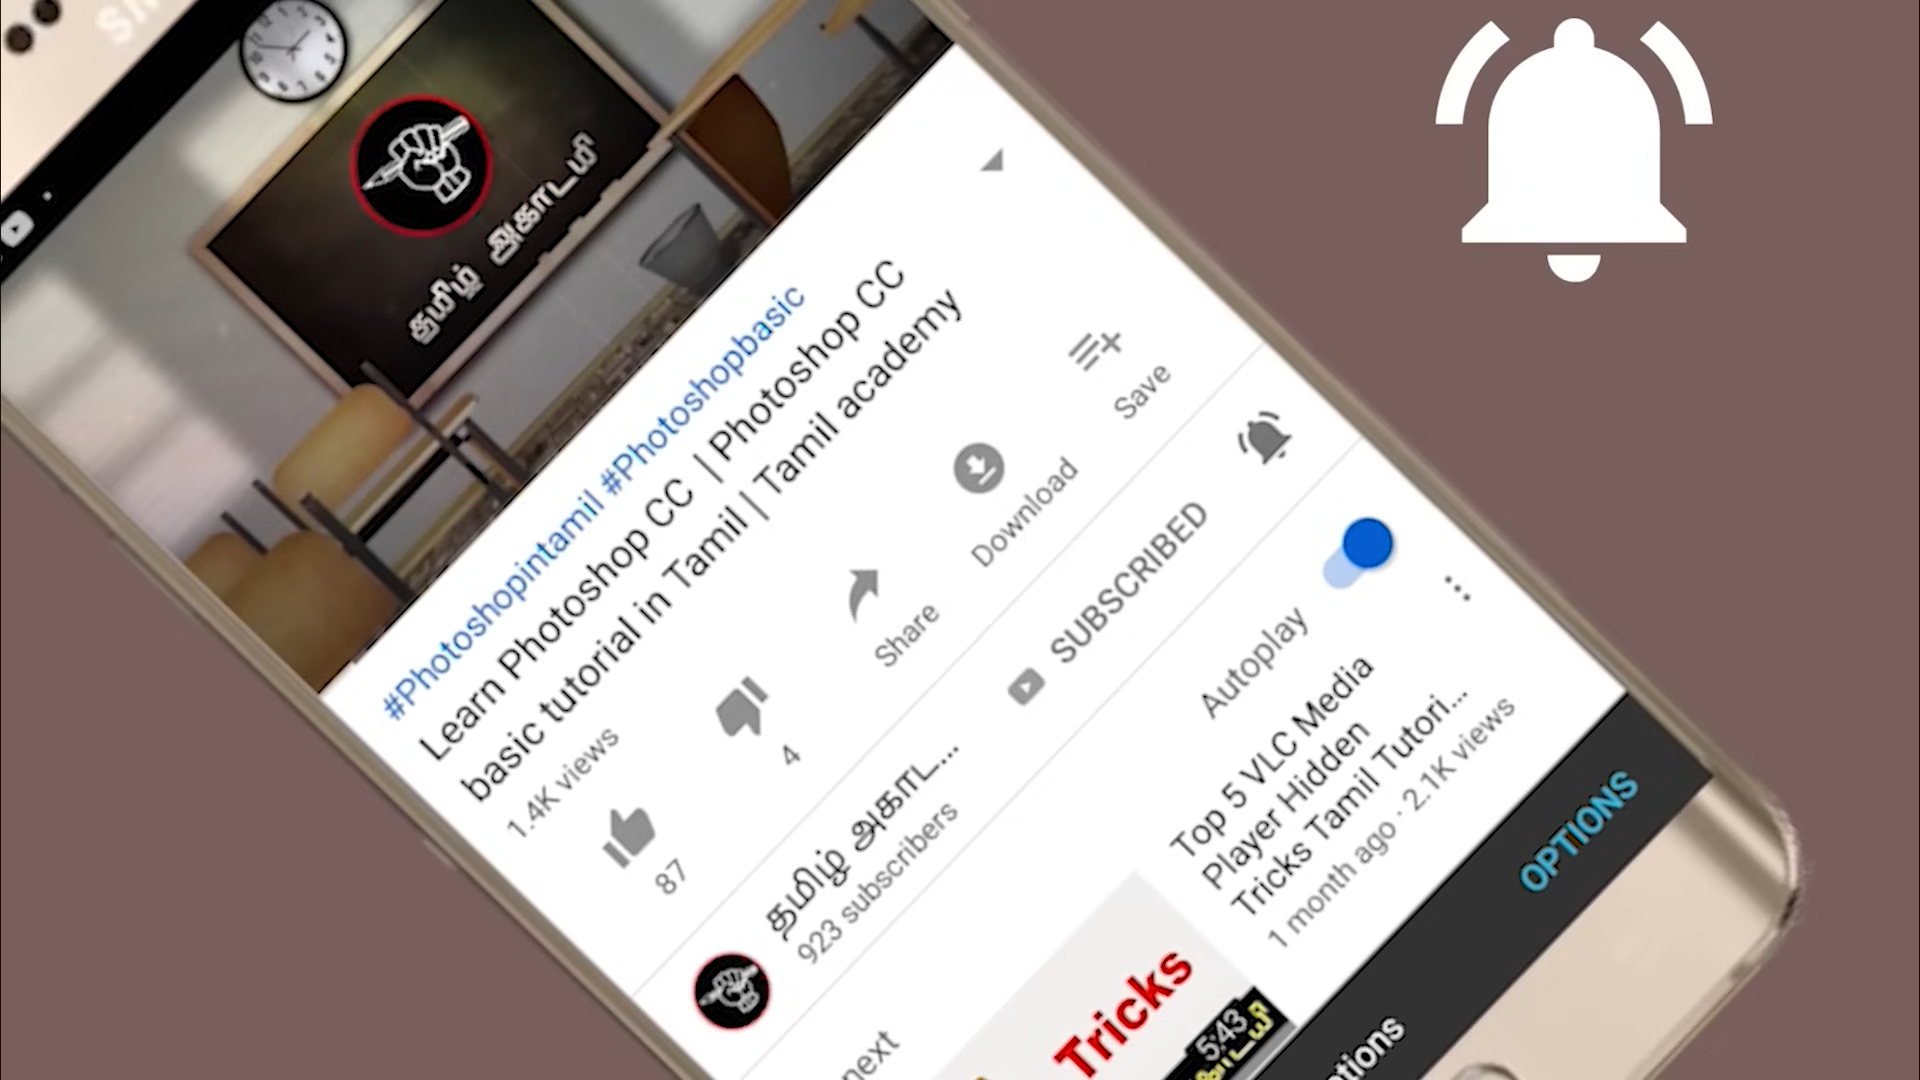 தமிழ் அகாடமி
#Photoshopintamil #Photoshopbasic
Learn Photoshop CC | Photoshop CC
basic tutorial in Tamil | Tamil academy
1.4K views
87
4
Share
Download
Save
தமிழ் அகாட...
923 subscribers
SUBSCRIBED
next
Autoplay
Top 5 VLC Media
Player Hidden
Tricks Tamil Tutori...
1 month ago · 2.1K views
Tricks
5:43
OPTIONS